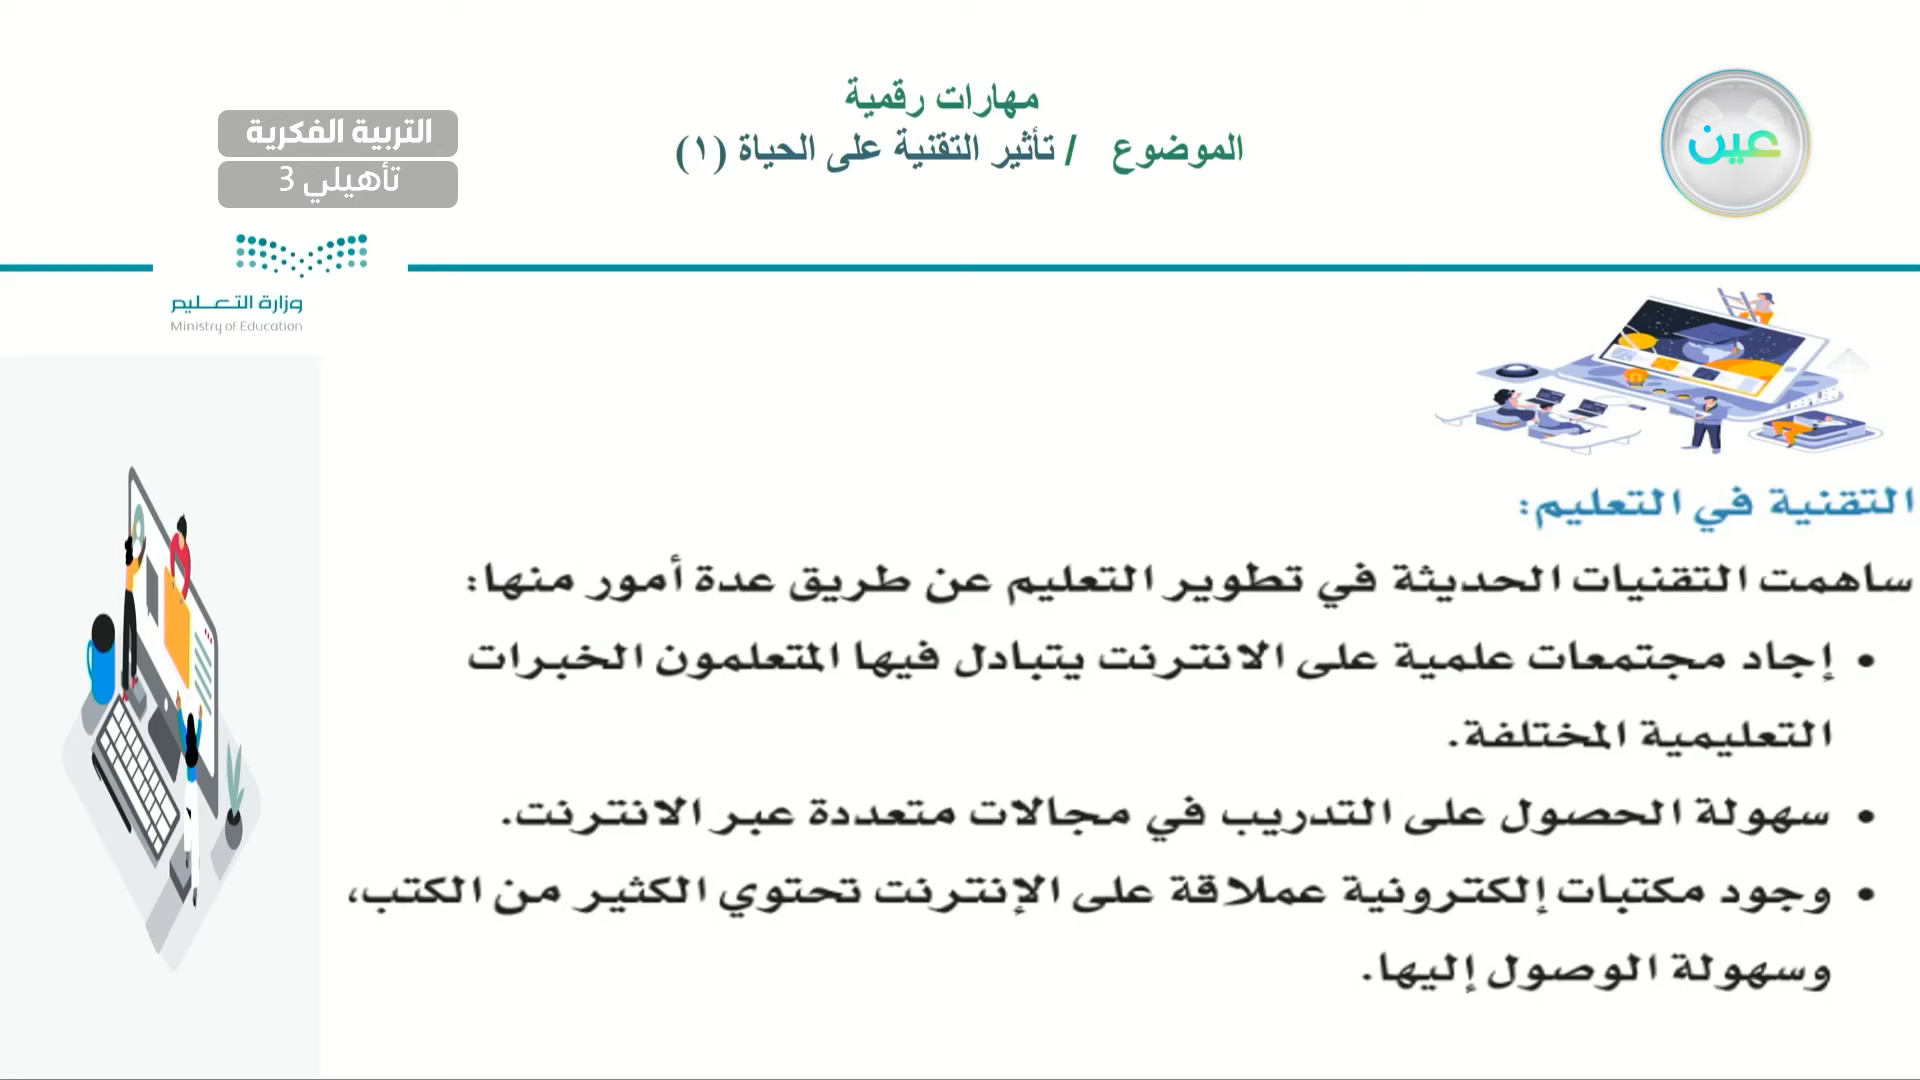 مهارات رقمية
الموضوع / تأثير التقنية على الحياة (١)
عين
التربية الفكرية
تأهيلي 3
وزارة التعليم
Ministry of Education
التقنية في التعليم:
ساهمت التقنيات الحديثة في تطوير التعليم عن طريق عدة أمور منها:
• إجاد مجتمعات علمية على الانترنت يتبادل فيها المتعلمون الخبرات
التعليمية المختلفة.
• سهولة الحصول على التدريب في مجالات متعددة عبر الانترنت.
• وجود مكتبات إلكترونية عملاقة على الإنترنت تحتوي الكثير من الكتب،
وسهولة الوصول إليها.